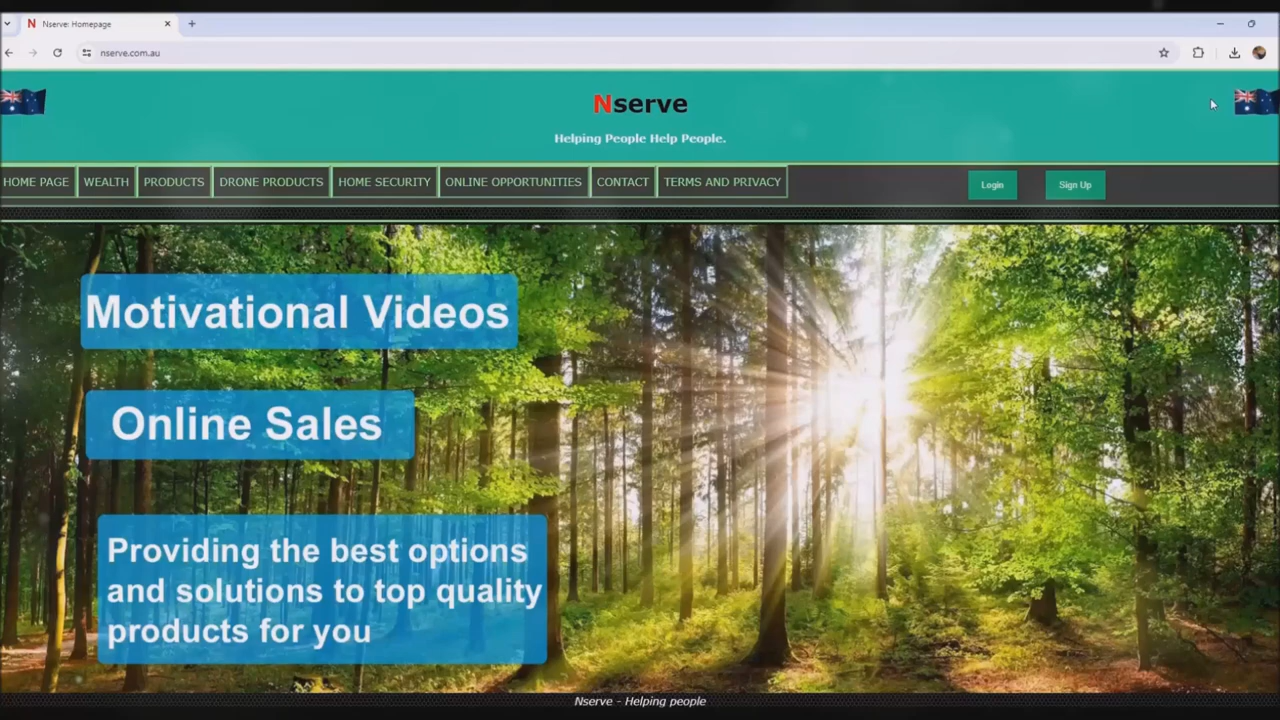 Nserve: Homepage
nserve.com.au
Nserve
Helping People Help People.
HOME PAGE WEALTH PRODUCTS DRONE PRODUCTS HOME SECURITY ONLINE OPPORTUNITIES CONTACT TERMS AND PRIVACY Login Sign Up
Motivational Videos
Online Sales
Providing the best options
and solutions to top quality
products for you
Nserve - Helping people